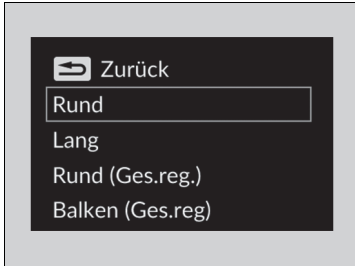 Zurück
Rund
Lang
Rund (Ges.reg.)
Balken (Ges.reg)